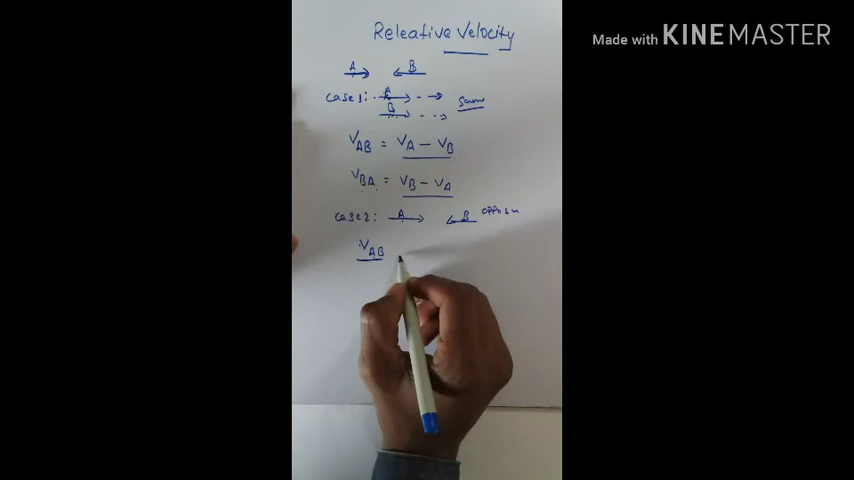 Releative Velocity
Made with KINEMASTER
A B
case1: A
B same
VAB = VA - VB
VBA = VB - VA
case2: A B
VAB